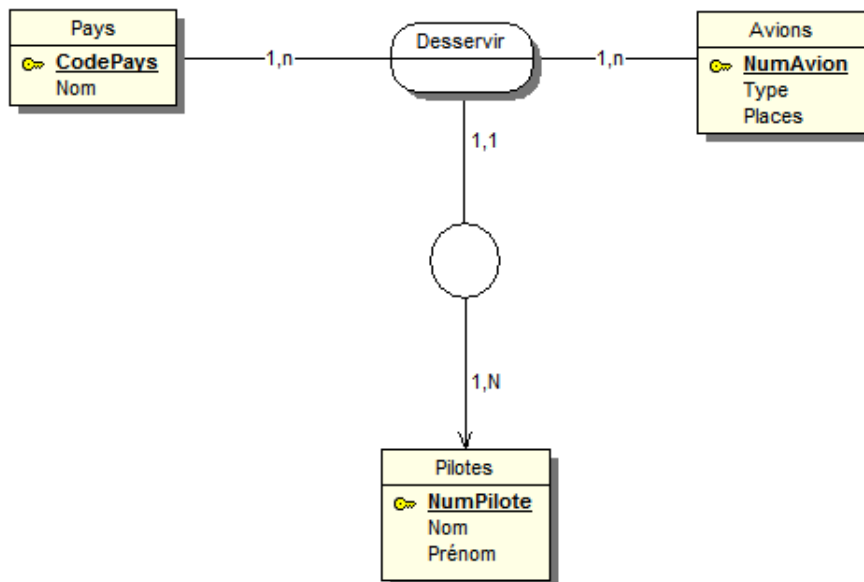 Pays
CodePays
Nom
1,n
Desservir
1,n
Avions
NumAvion
Type
Places
1,1
1,N
Pilotes
NumPilote
Nom
Prénom